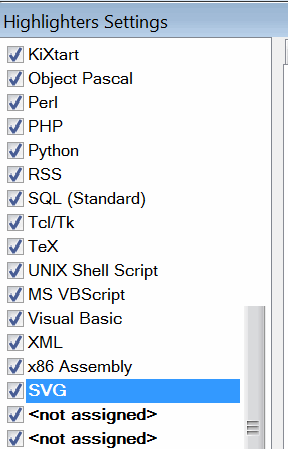 Highlighters Settings
KiXtart
Object Pascal
Perl
PHP
Python
RSS
SQL (Standard)
Tcl/Tk
TeX
UNIX Shell Script
MS VBScript
Visual Basic
XML
x86 Assembly
SVG
<not assigned>
<not assigned>